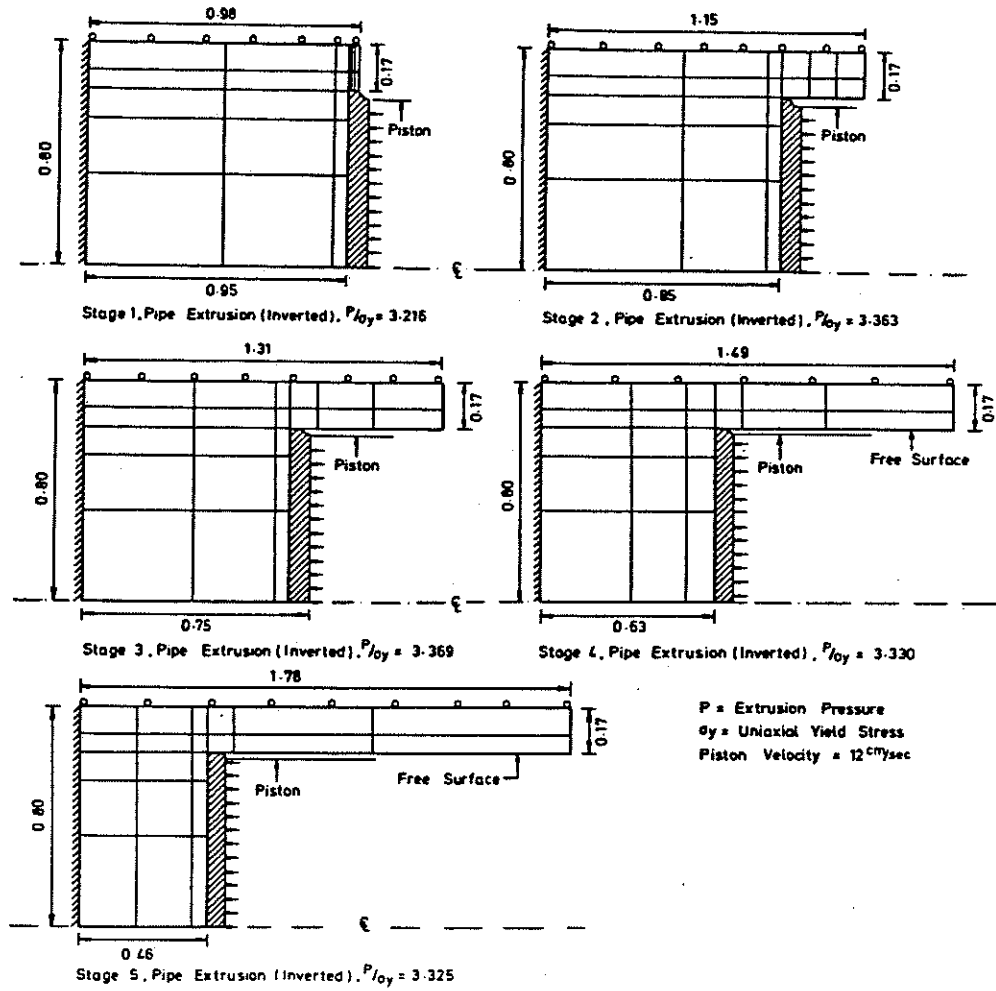 0.98
0.80
0.17
Piston
0.95
℄
Stage 1, Pipe Extrusion (Inverted), P/σy = 3.216
1.15
0.80
0.17
Piston
0.85
Stage 2, Pipe Extrusion (Inverted), P/σy = 3.363
1.31
0.80
0.17
Piston
0.75
℄
Stage 3, Pipe Extrusion (Inverted), P/σy = 3.369
1.49
0.80
0.17
Piston
Free Surface
0.63
Stage 4, Pipe Extrusion (Inverted), P/σy = 3.330
1.78
0.80
0.17
Piston
Free Surface
℄
0.46
Stage 5, Pipe Extrusion (Inverted), P/σy = 3.325
P = Extrusion Pressure
σy = Uniaxial Yield Stress
Piston Velocity = 12 cm/sec